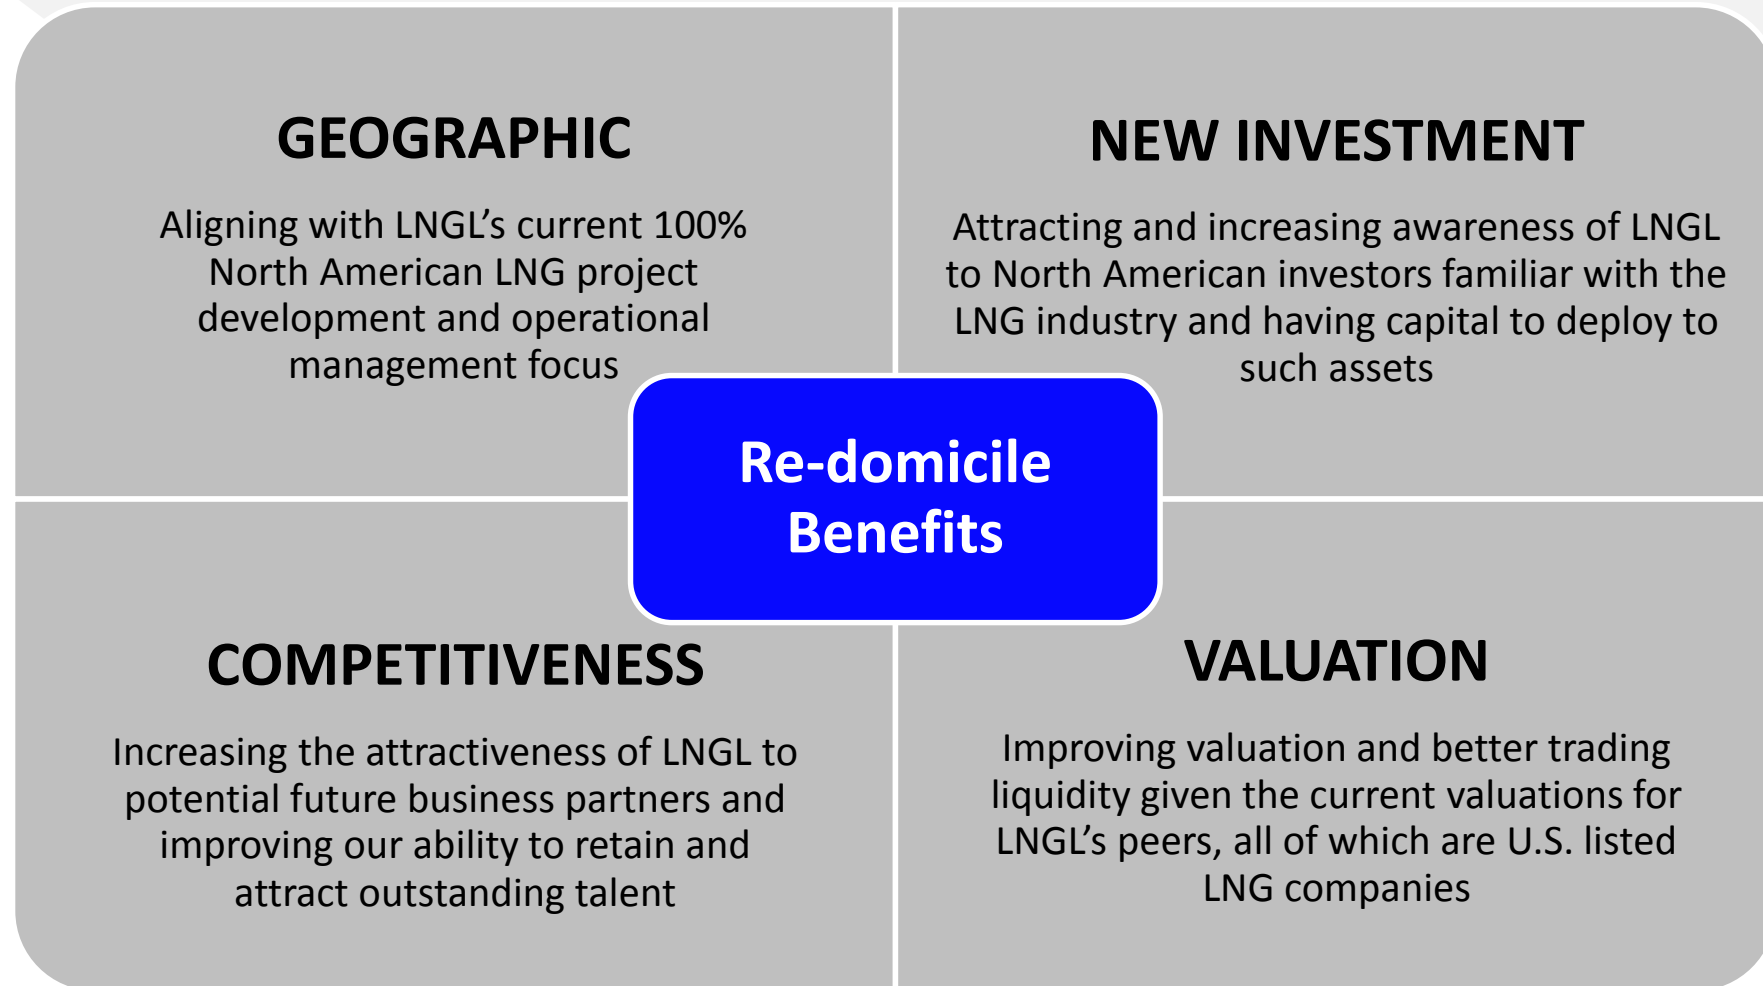 GEOGRAPHIC
Aligning with LNGL’s current 100%
North American LNG project
development and operational
management focus
NEW INVESTMENT
Attracting and increasing awareness of LNGL
to North American investors familiar with the
LNG industry and having capital to deploy to
such assets
Re-domicile
Benefits
COMPETITIVENESS
Increasing the attractiveness of LNGL to
potential future business partners and
improving our ability to retain and
attract outstanding talent
VALUATION
Improving valuation and better trading
liquidity given the current valuations for
LNGL’s peers, all of which are U.S. listed
LNG companies